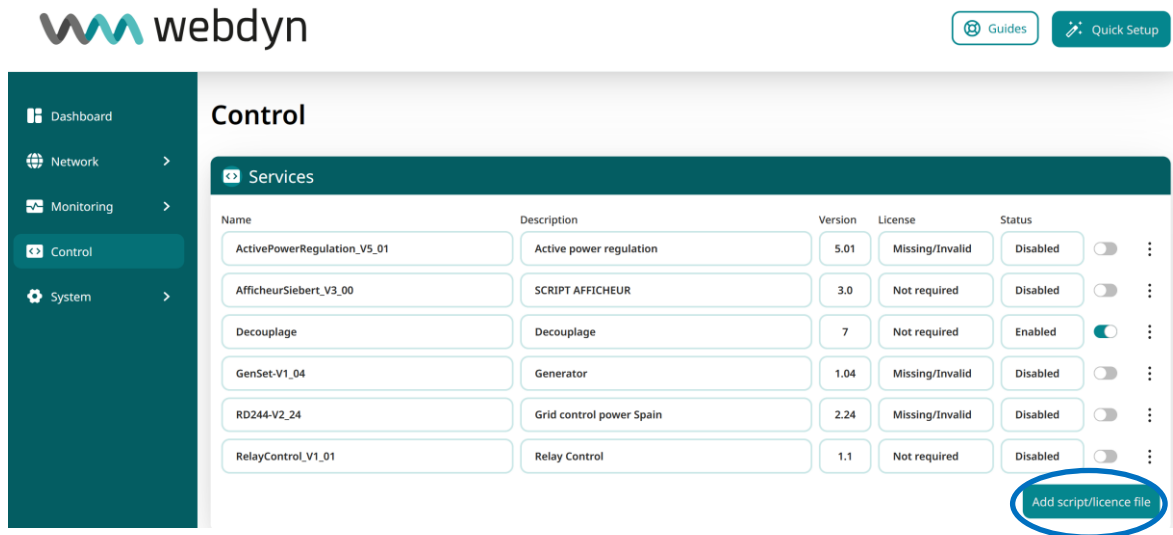 webdyn
Guides
Quick Setup
Dashboard
Network
Monitoring
Control
System
Control
Services
Name Description Version License Status
ActivePowerRegulation_V5_01 Active power regulation 5.01 Missing/Invalid Disabled
AfficheurSiebert_V3_00 SCRIPT AFFICHEUR 3.0 Not required Disabled
Decouplage Decouplage 7 Not required Enabled
GenSet-V1_04 Generator 1.04 Missing/Invalid Disabled
RD244-V2_24 Grid control power Spain 2.24 Missing/Invalid Disabled
RelayControl_V1_01 Relay Control 1.1 Not required Disabled
Add script/licence file